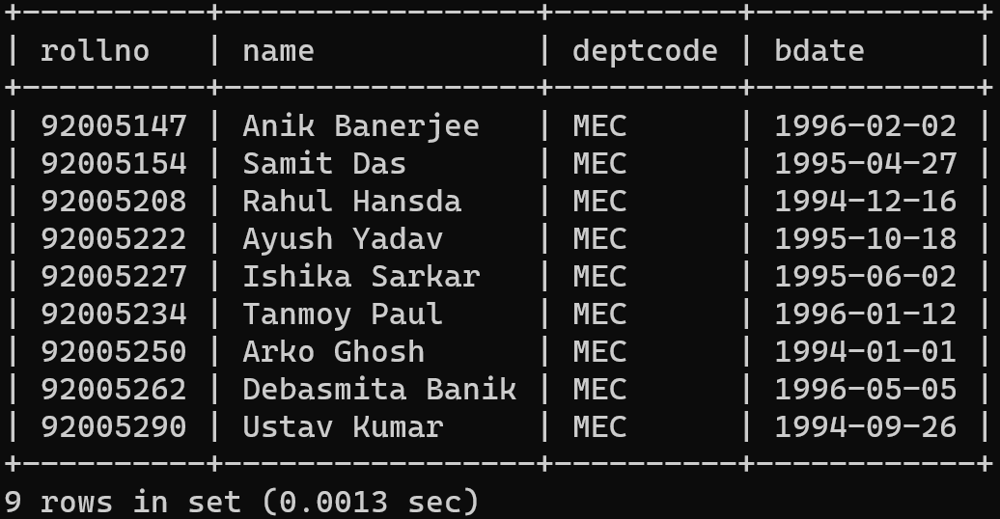 +----------+-----------------+----------+------------+
| rollno   | name            | deptcode | bdate      |
+----------+-----------------+----------+------------+
| 92005147 | Anik Banerjee   | MEC      | 1996-02-02 |
| 92005154 | Samit Das       | MEC      | 1995-04-27 |
| 92005208 | Rahul Hansda    | MEC      | 1994-12-16 |
| 92005222 | Ayush Yadav     | MEC      | 1995-10-18 |
| 92005227 | Ishika Sarkar   | MEC      | 1995-06-02 |
| 92005234 | Tanmoy Paul     | MEC      | 1996-01-12 |
| 92005250 | Arko Ghosh      | MEC      | 1994-01-01 |
| 92005262 | Debasmita Banik | MEC      | 1996-05-05 |
| 92005290 | Ustav Kumar     | MEC      | 1994-09-26 |
+----------+-----------------+----------+------------+
9 rows in set (0.0013 sec)